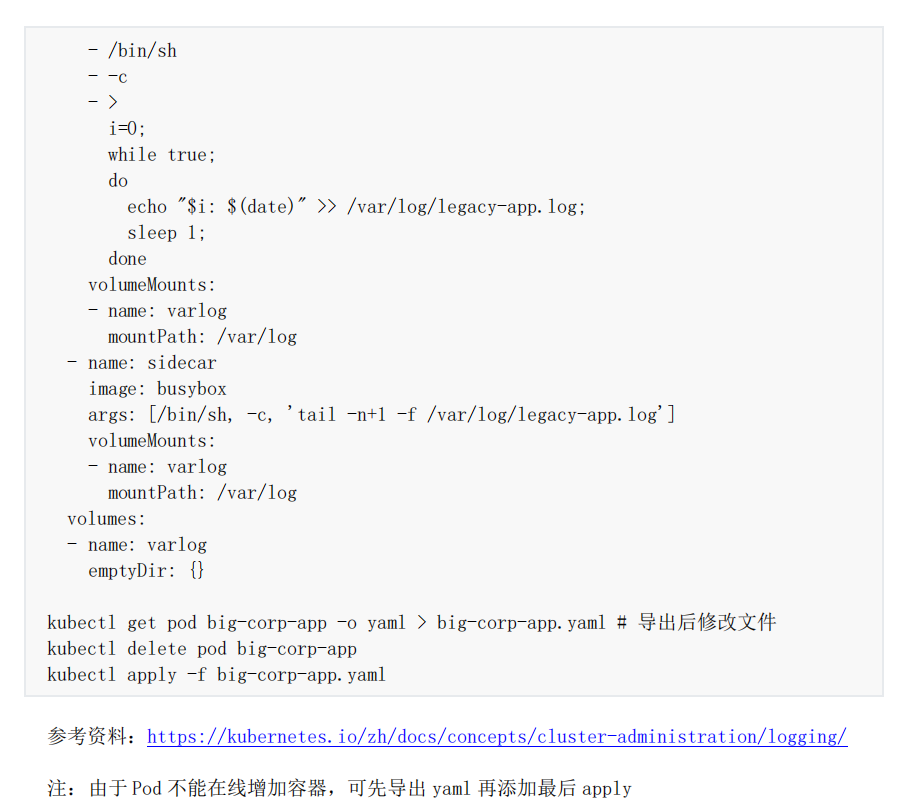 - /bin/sh
- -c
- >
i=0;
while true;
do
echo "$i: $(date)" >> /var/log/legacy-app.log;
sleep 1;
done
volumeMounts:
- name: varlog
mountPath: /var/log
- name: sidecar
image: busybox
args: [/bin/sh, -c, 'tail -n+1 -f /var/log/legacy-app.log']
volumeMounts:
- name: varlog
mountPath: /var/log
volumes:
- name: varlog
emptyDir: {}
kubectl get pod big-corp-app -o yaml > big-corp-app.yaml # 导出后修改文件
kubectl delete pod big-corp-app
kubectl apply -f big-corp-app.yaml
参考资料：https://kubernetes.io/zh/docs/concepts/cluster-administration/logging/
注：由于 Pod 不能在线增加容器，可先导出 yaml 再添加最后 apply